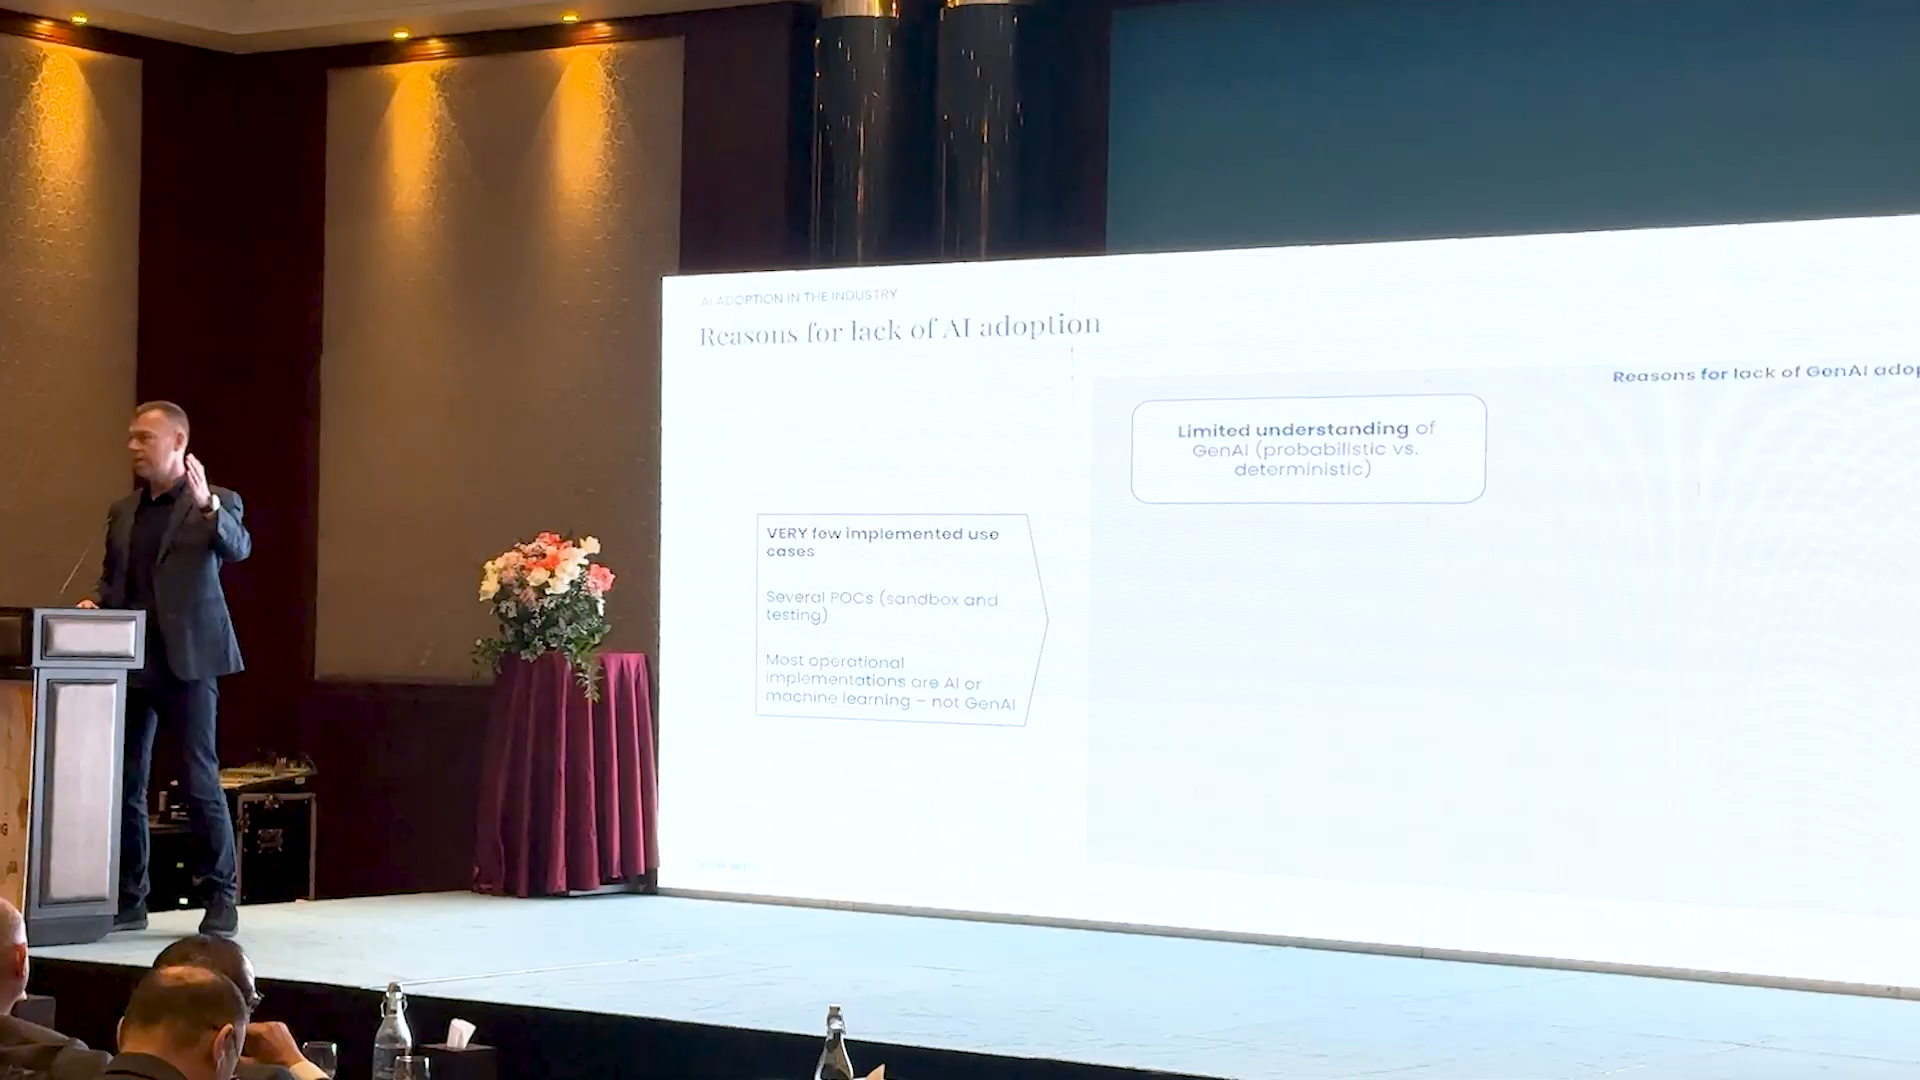 AI ADOPTION IN THE INDUSTRY
Reasons for lack of AI adoption
Reasons for lack of GenAI
Limited understanding of
GenAI (probabilistic vs.
deterministic)
VERY few implemented use
cases
Several POCs (sandbox and
testing)
Most operational
implementations are AI or
machine learning – not GenAI